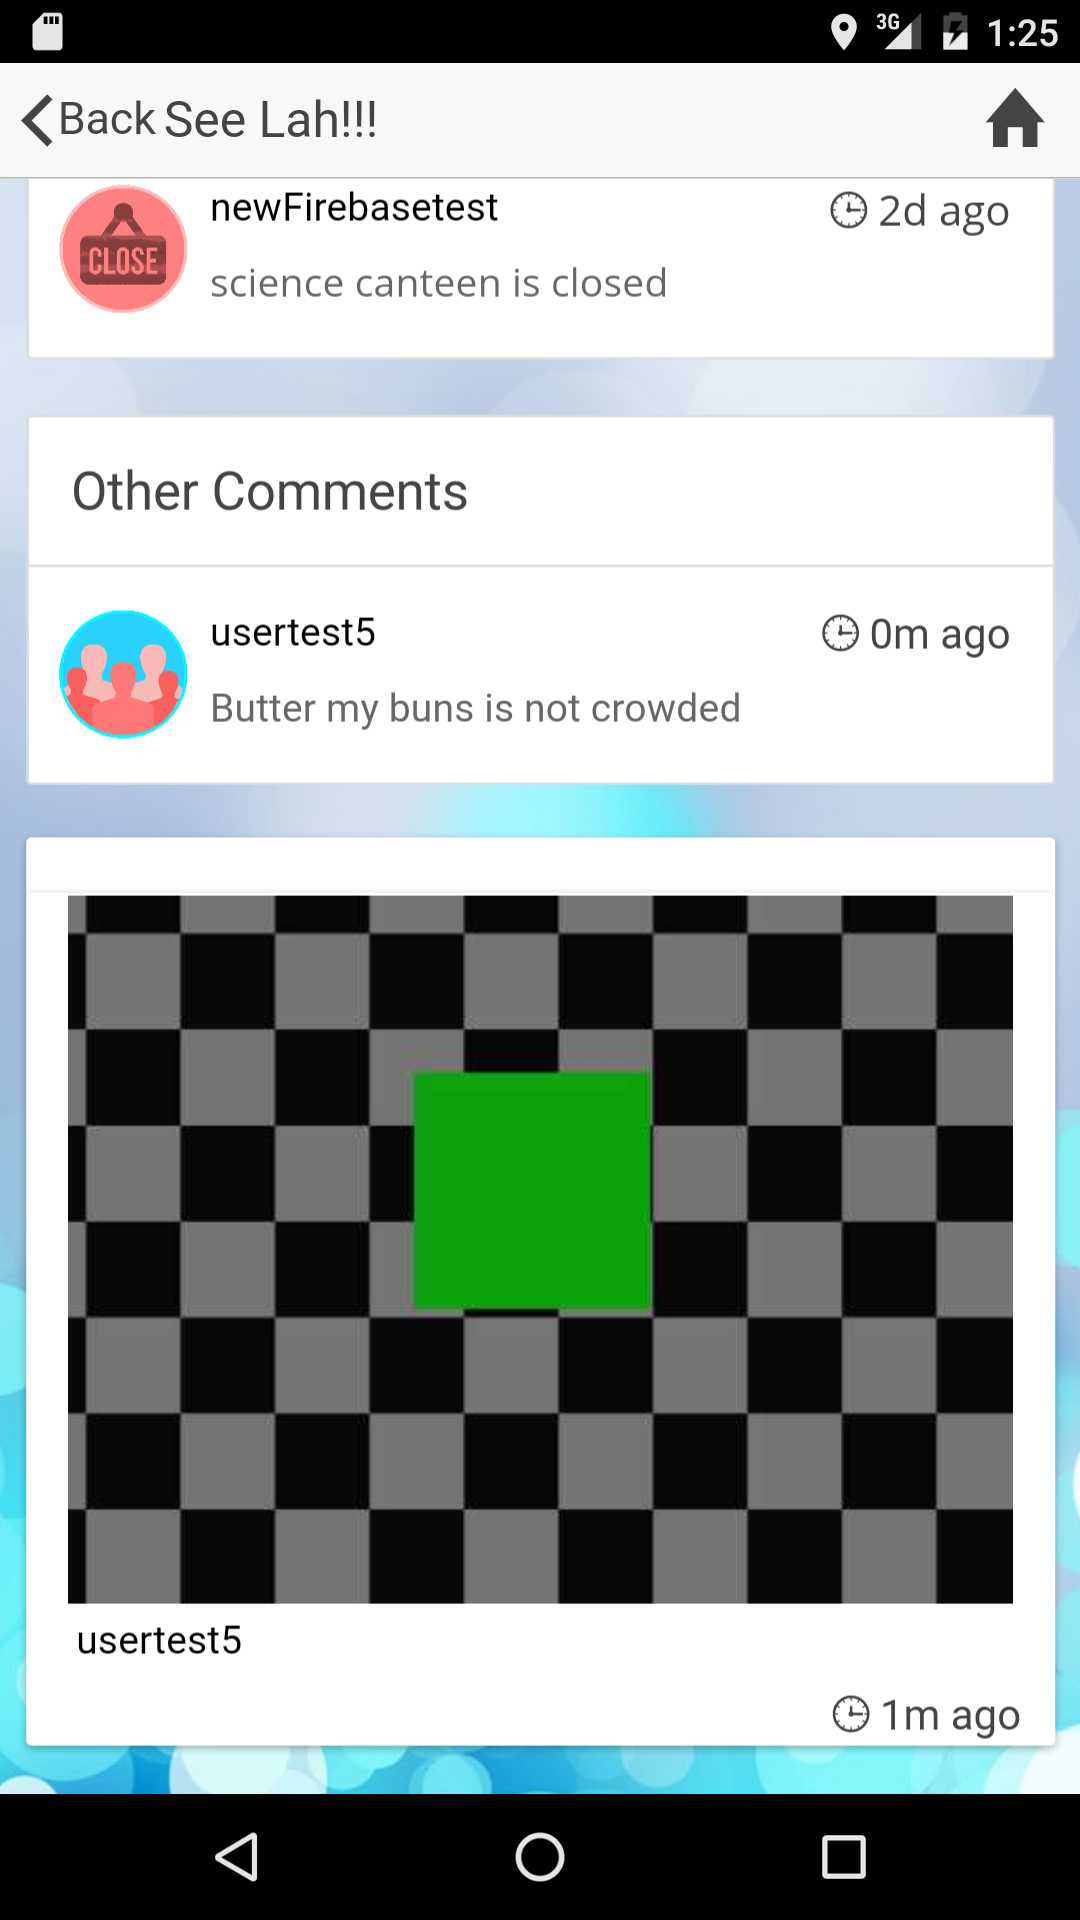 3G 1:25
Back See Lah!!!
newFirebasetest 2d ago
CLOSE
science canteen is closed
Other Comments
usertest5 0m ago
Butter my buns is not crowded
usertest5
1m ago